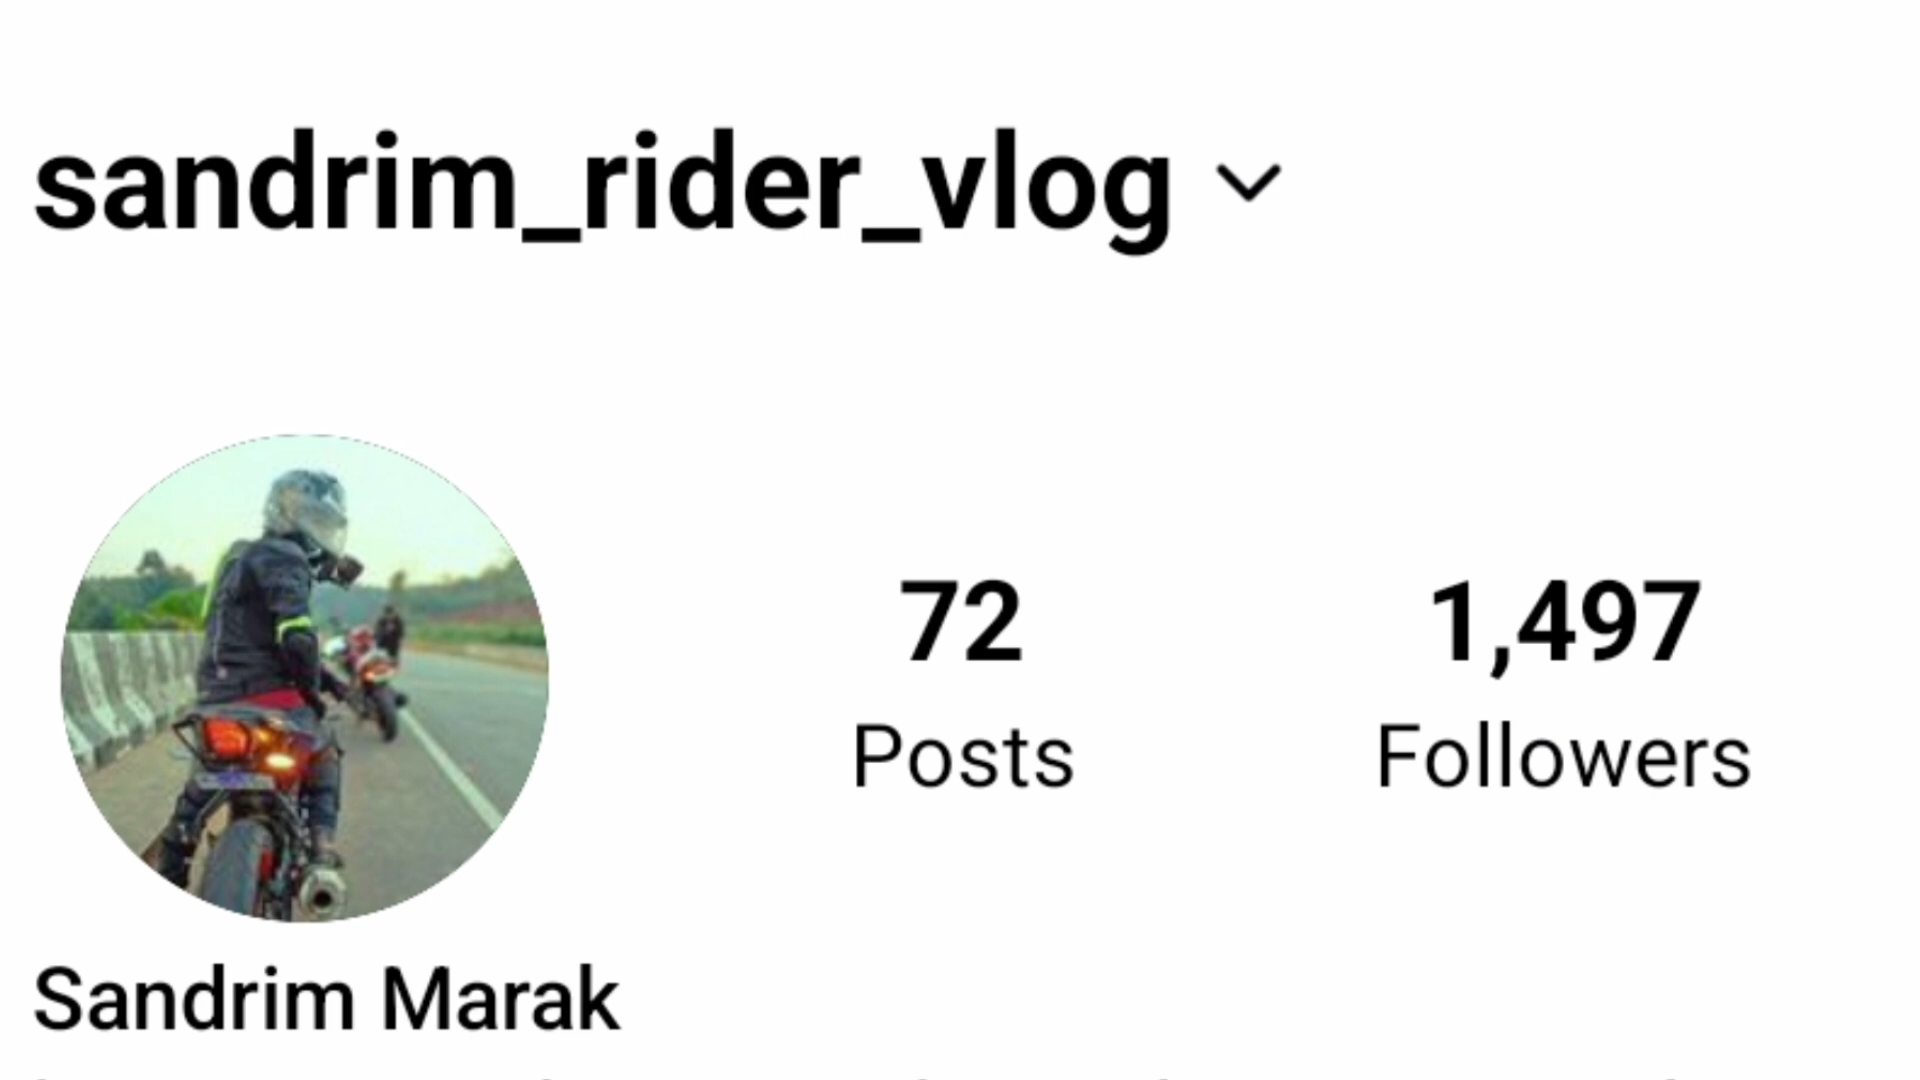 sandrim_rider_vlog
72
1,497
Posts
Followers
Sandrim Marak